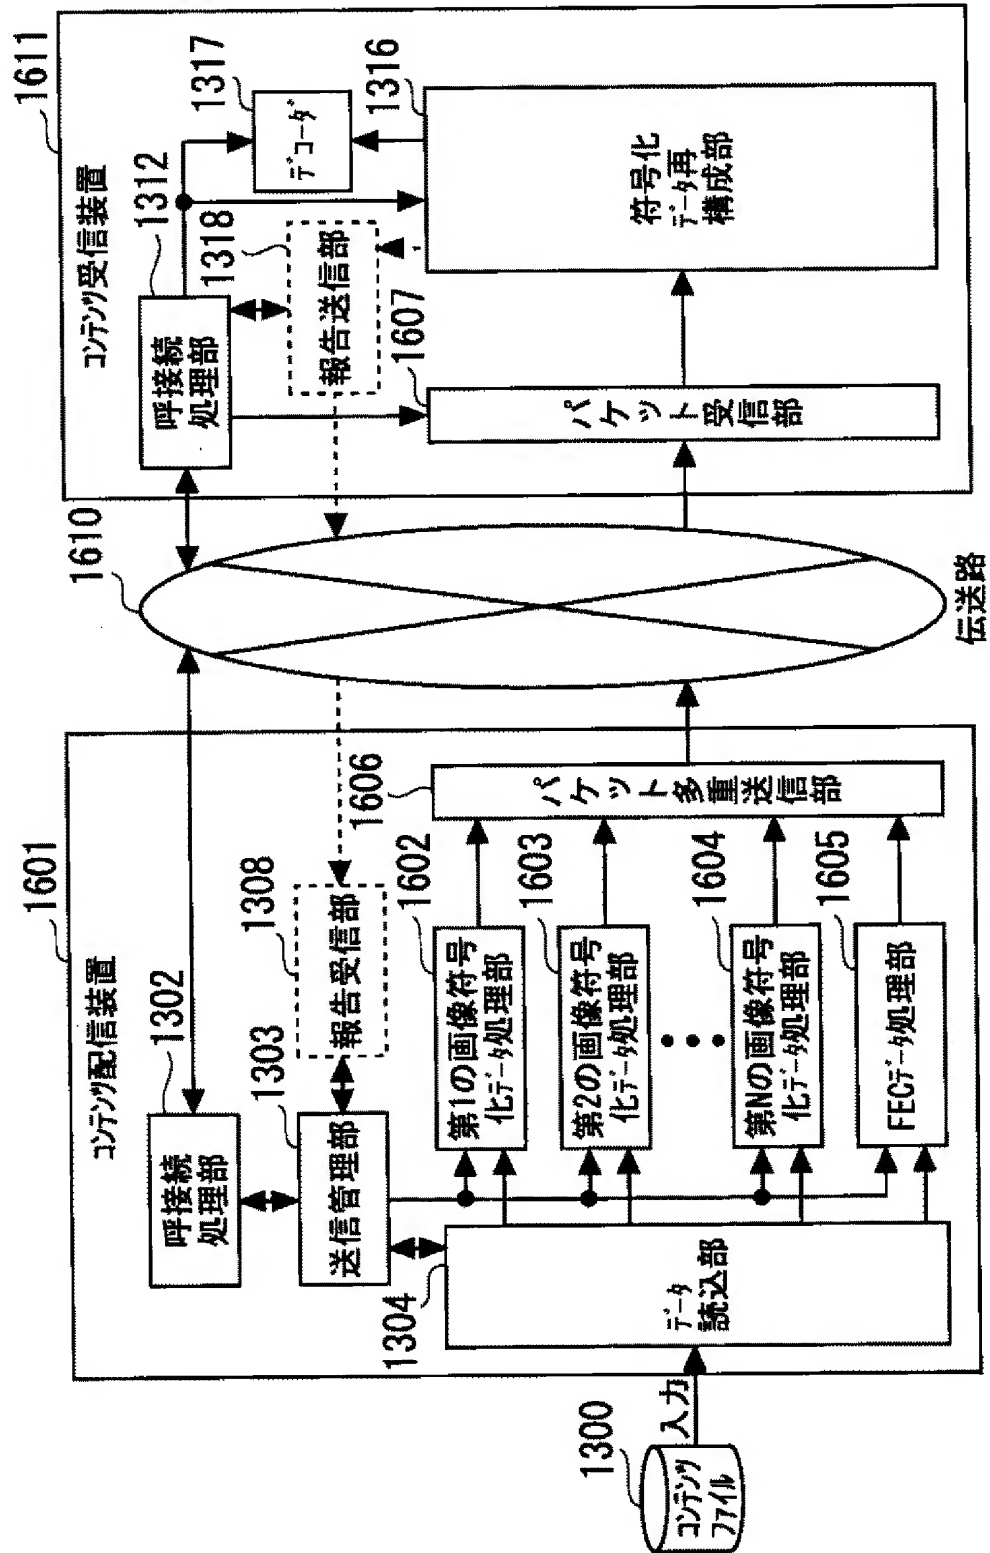 1601
コンテンツ配信装置
1302
呼接続
処理部
1303
送信管理部
1308
報告受信部
1304
データ
読込部
1300
コンテンツ
ファイル
入力
1602
第1の画像符号
化データ処理部
1603
第2の画像符号
化データ処理部
1604
第Nの画像符号
化データ処理部
1605
FECデータ処理部
1606
パケット多重送信部
1610
伝送路
1611
コンテンツ受信装置
1312
呼接続
処理部
1318
報告送信部
1317
デコーダ
1607
パケット受信部
1316
符号化
データ再
構成部